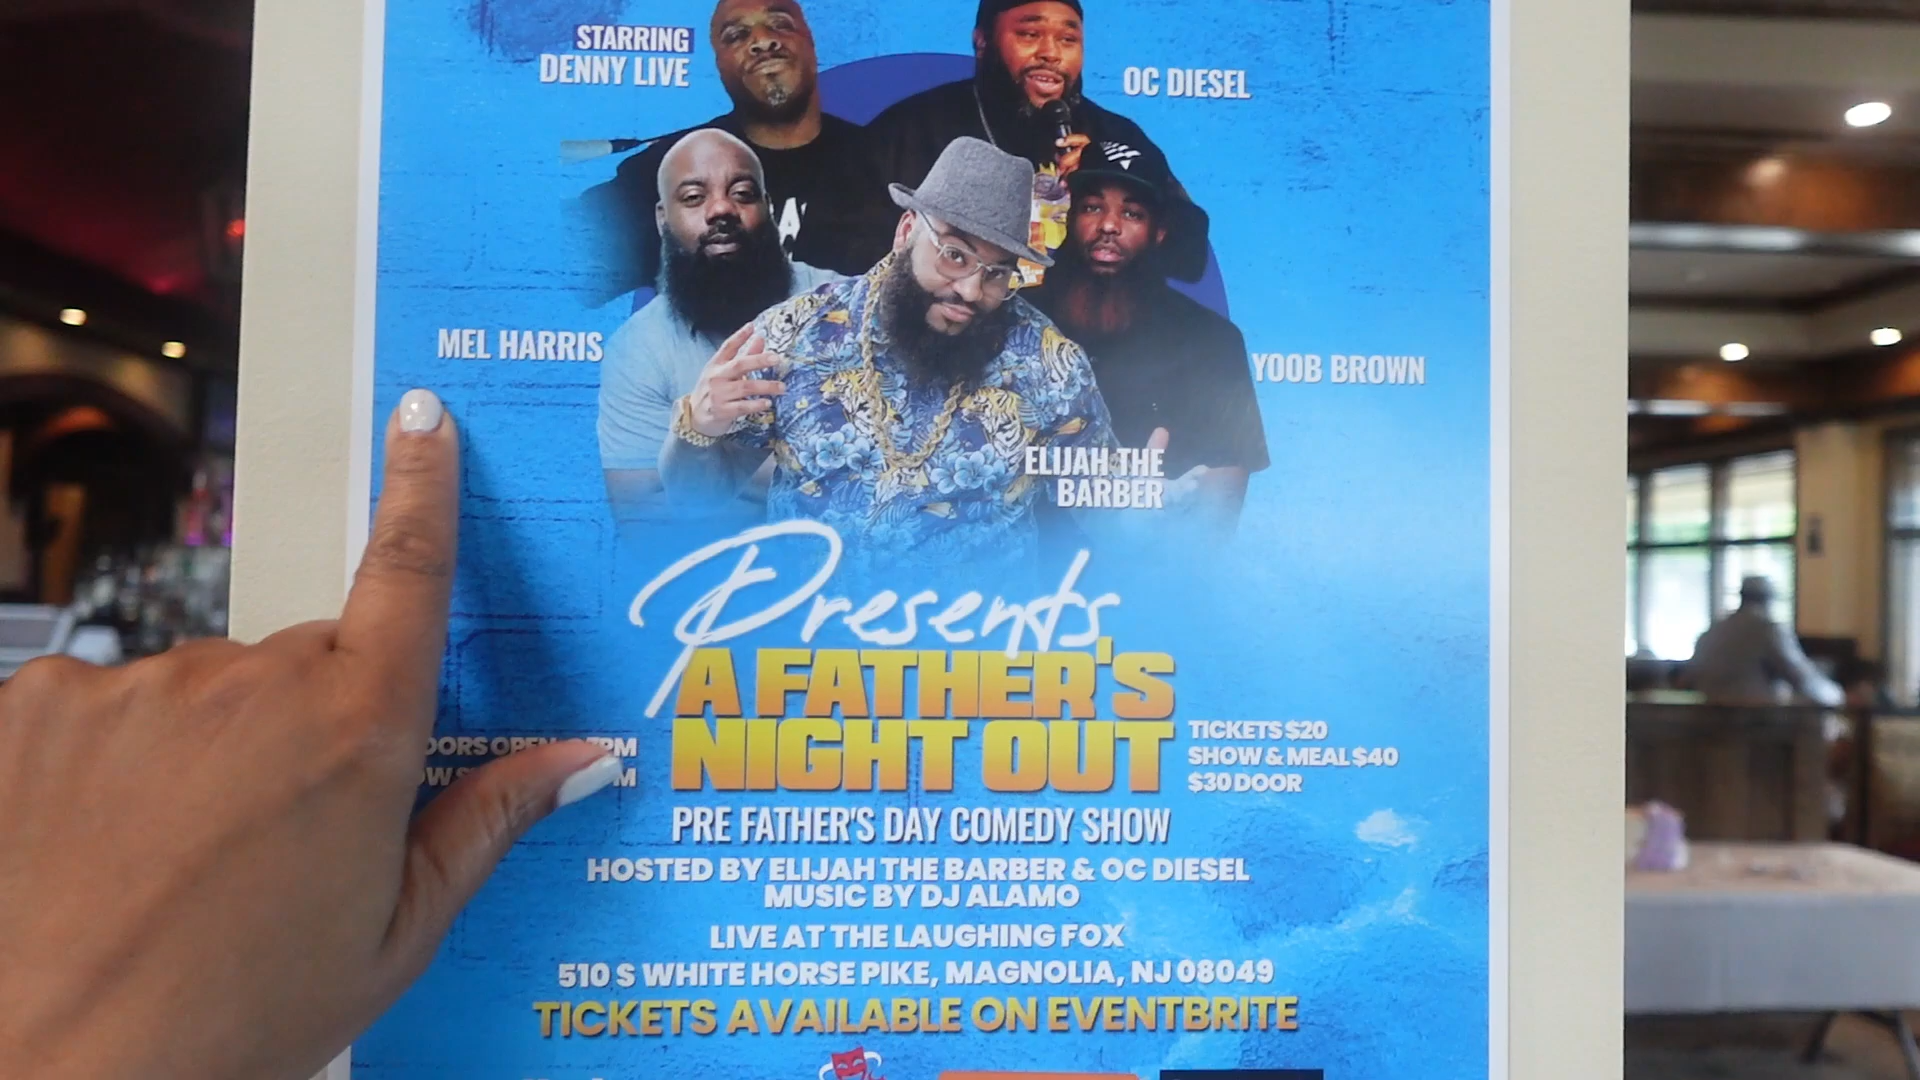 STARRING
DENNY LIVE
OC DIESEL
MEL HARRIS
YOOB BROWN
ELIJAH THE
BARBER
Presents
A FATHER'S
NIGHT OUT
TICKETS $20
SHOW & MEAL $40
$30 DOOR
PRE FATHER'S DAY COMEDY SHOW
HOSTED BY ELIJAH THE BARBER & OC DIESEL
MUSIC BY DJ ALAMO
LIVE AT THE LAUGHING FOX
510 S WHITE HORSE PIKE, MAGNOLIA, NJ 08049
TICKETS AVAILABLE ON EVENTBRITE